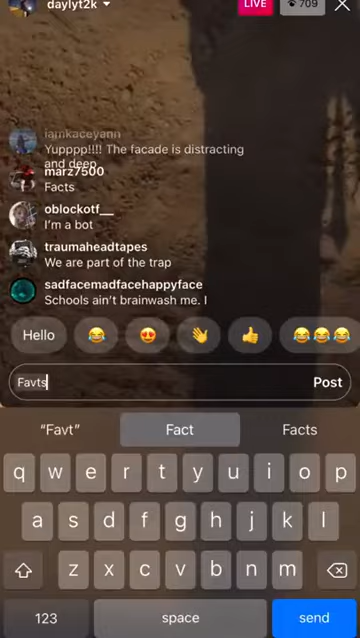 daylyt2k
LIVE
709
iamkaceyann
Yupppp!!!! The facade is distracting
and deep
marz7500
Facts
oblockotf__
I'm a bot
traumaheadtapes
We are part of the trap
sadfacemadfacehappyface
Schools ain't brainwash me. I
Hello
Favts
Post
"Favt"
Fact
Facts
q w e r t y u i o p
a s d f g h j k l
z x c v b n m
123
space
send